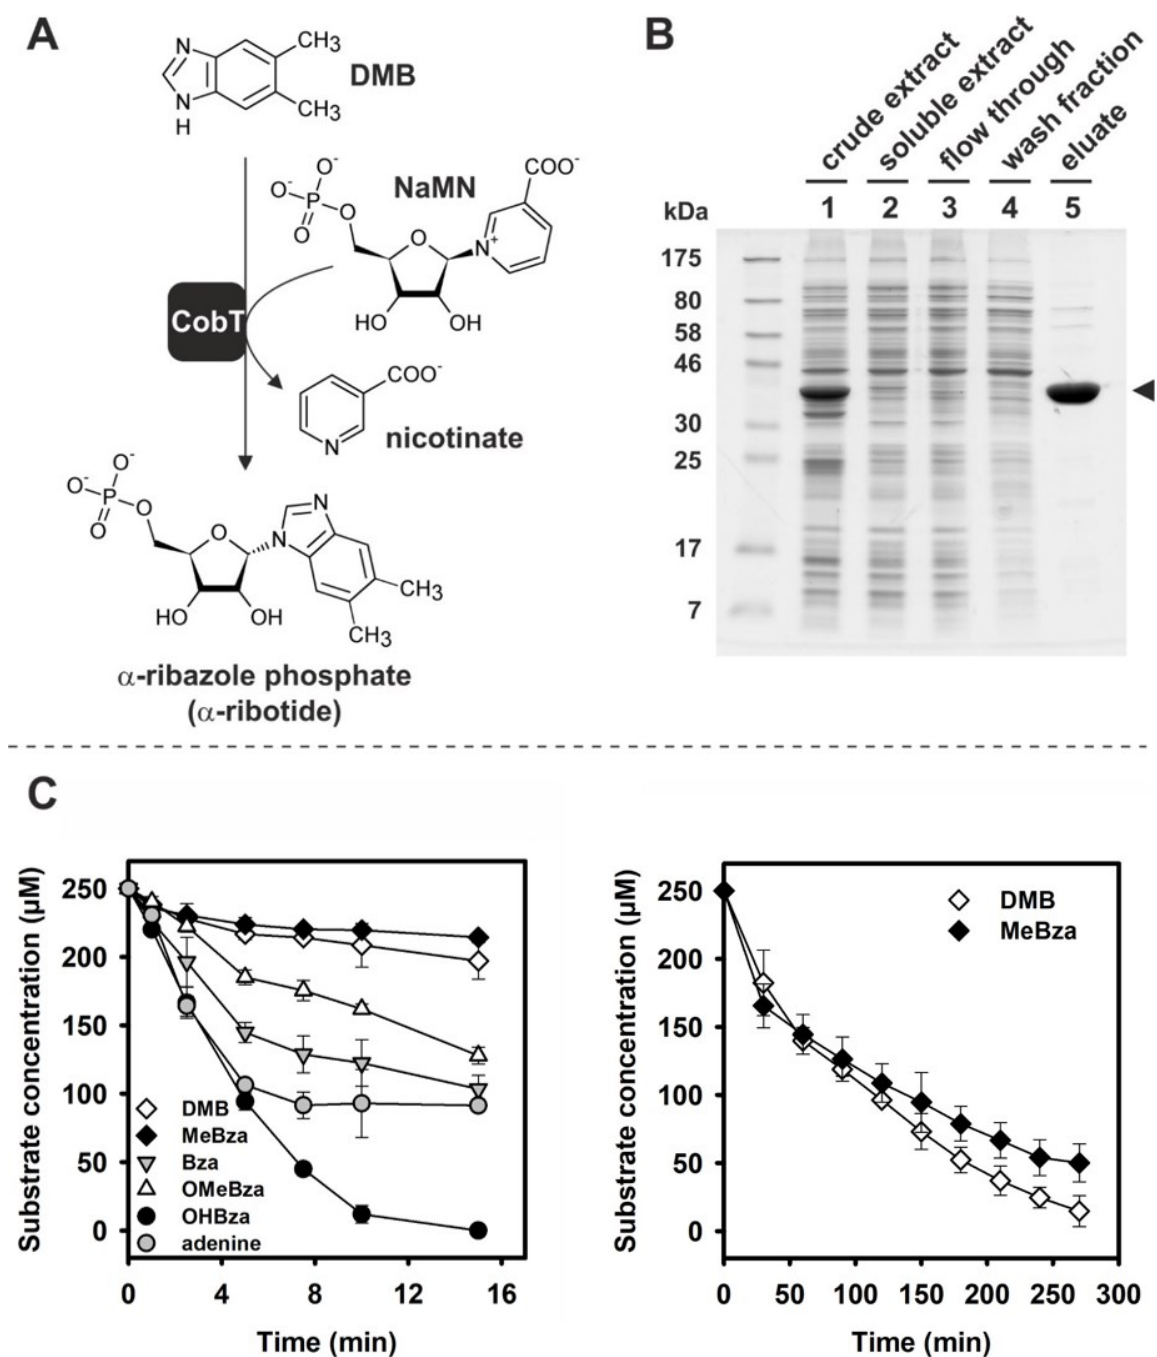 A
N
N
H
CH3
CH3
DMB
O-
O-
P
O
O
NaMN
COO-
O
N+
HO
OH
CobT
COO-
N
nicotinate
O-
O-
P
O
O
O
N
N
HO
OH
CH3
CH3
α-ribazole phosphate
(α-ribotide)
B
crude extract
soluble extract
flow through
wash fraction
eluate
kDa
1 2 3 4 5
175
80
58
46
30
25
17
7
C
Substrate concentration (µM)
250
200
150
100
50
0
DMB
MeBza
Bza
OMeBza
OHBza
adenine
0 4 8 12 16
Time (min)
Substrate concentration (µM)
250
200
150
100
50
0
DMB
MeBza
0 50 100 150 200 250 300
Time (min)